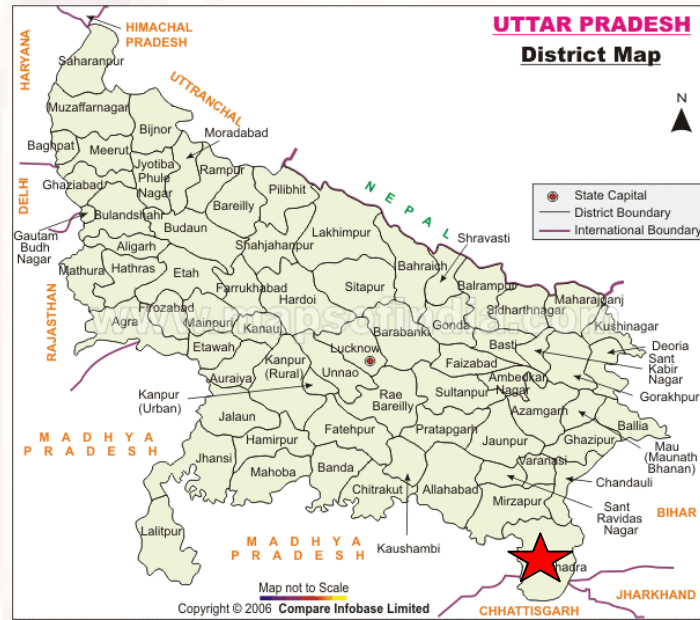 UTTAR PRADESH
District Map
N
HIMACHAL
PRADESH
HARYANA
Saharanpur
UTTRANCHAL
Muzaffarnagar
Bijnor
Moradabad
Baghpat
Meerut
Jyotiba
Phule
Nagar
Rampur
Ghaziabad
DELHI
Pilibhit
NEPAL
State Capital
District Boundary
International Boundary
Bulandshahr
Bareilly
Gautam
Budh
Nagar
Budaun
Lakhimpur
Shravasti
Aligarh
Shahjahanpur
Bahraich
Mathura
Hathras
Etah
Sitapur
Balrampur
Maharajganj
Farrukhabad
Hardoi
Sidharthnagar
www.mapsofindia.com
RAJASTHAN
Agra
Firozabad
Mainpuri
Kanauj
Barabanki
Gonda
Kushinagar
Etawah
Lucknow
Basti
Deoria
Sant
Kabir
Nagar
Kanpur
(Rural)
Unnao
Faizabad
Auraiya
Ambedkar
Nagar
Gorakhpur
Kanpur
(Urban)
Rae
Bareilly
Sultanpur
Azamgarh
Jalaun
Fatehpur
Pratapgarh
Ballia
MADHYA
PRADESH
Hamirpur
Jaunpur
Ghazipur
Mau
(Maunath
Bhanan)
Jhansi
Mahoba
Banda
Varanasi
Chitrakut
Allahabad
Chandauli
Mirzapur
Sant
Ravidas
Nagar
BIHAR
Lalitpur
MADHYA
PRADESH
Kaushambi
Map not to Scale
JHARKHAND
Copyright © 2006 Compare Infobase Limited
CHHATTISGARH